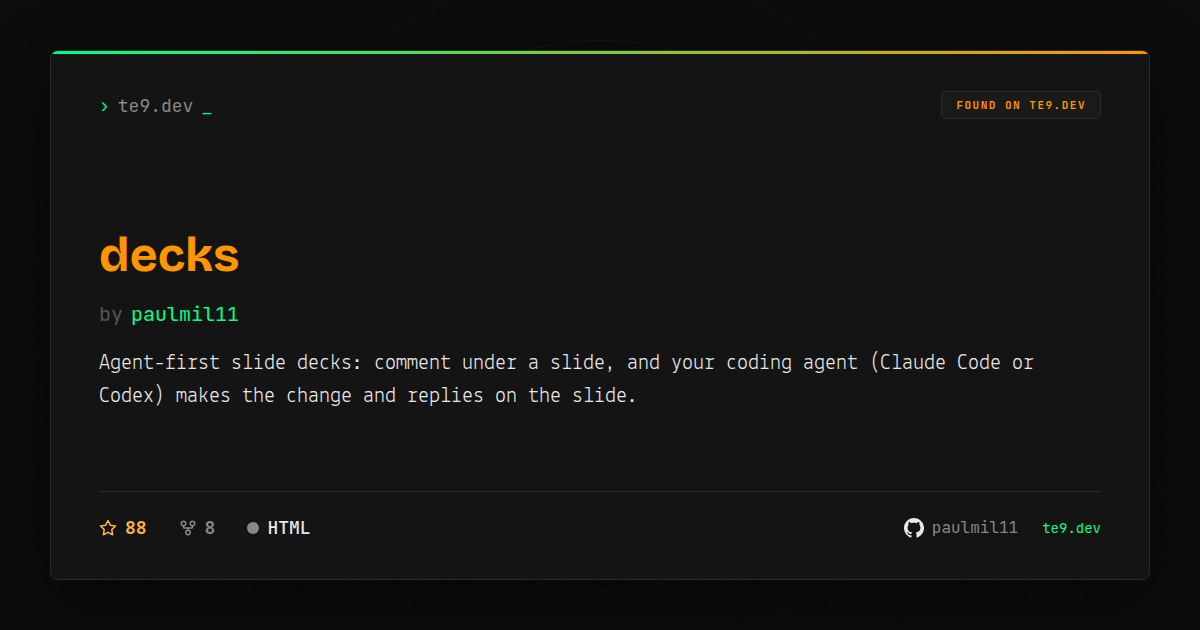 › te9.dev _
FOUND ON TE9.DEV
decks
by paulmil11
Agent-first slide decks: comment under a slide, and your coding agent (Claude Code or
Codex) makes the change and replies on the slide.
88 8 HTML
paulmil11 te9.dev